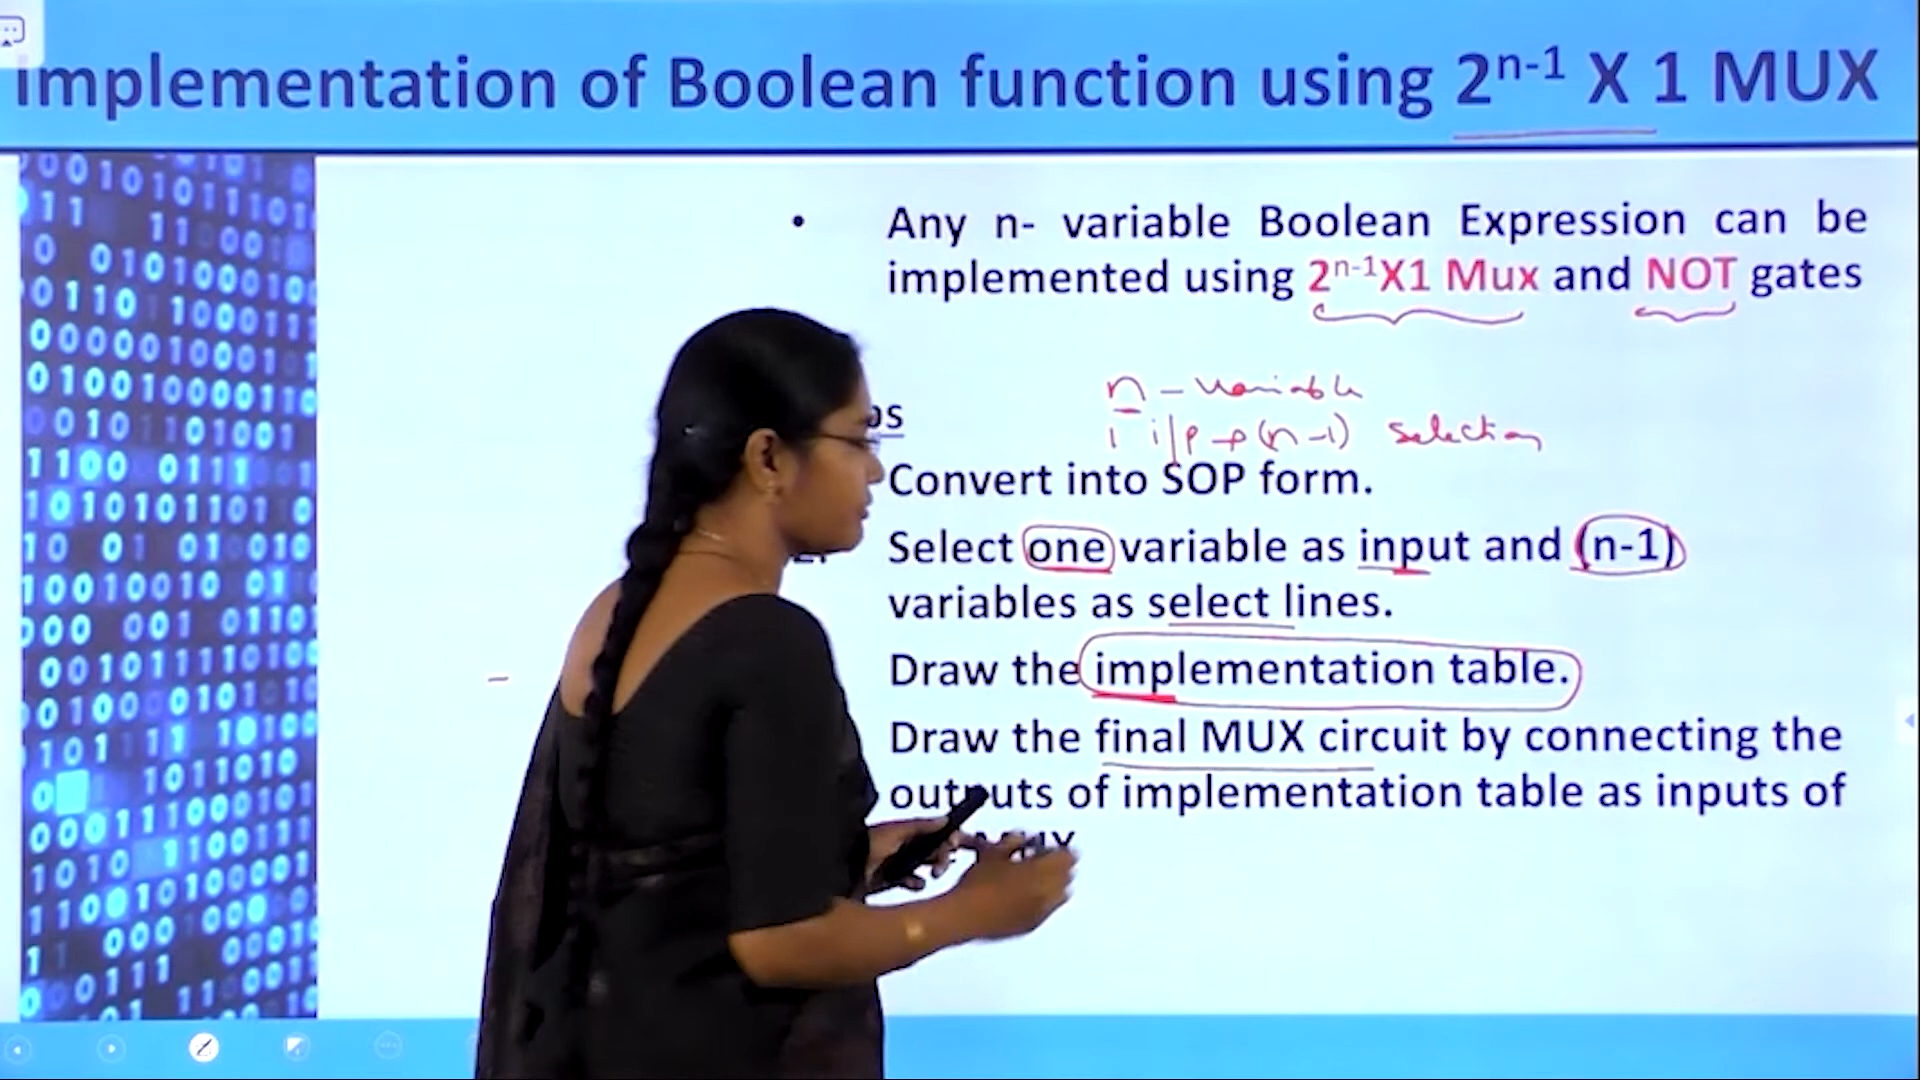 Implementation of Boolean function using 2ⁿ⁻¹ X 1 MUX
• Any n- variable Boolean Expression can be
implemented using 2ⁿ⁻¹X1 Mux and NOT gates
n - variable
1 i/p → (n-1) selection
Convert into SOP form.
Select one variable as input and (n-1)
variables as select lines.
Draw the implementation table.
Draw the final MUX circuit by connecting the
outputs of implementation table as inputs of
MUX